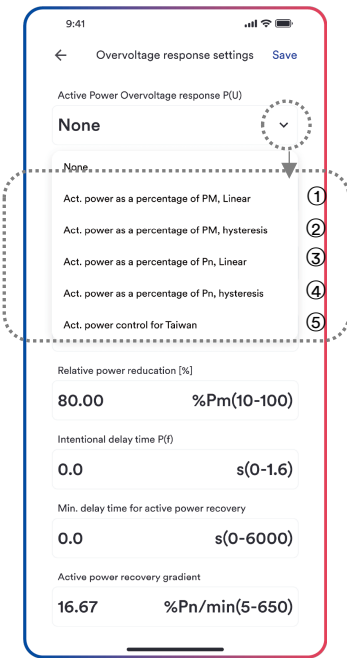 9:41
Overvoltage response settings Save
Active Power Overvoltage response P(U)
None
None
Act. power as a percentage of PM, Linear ①
Act. power as a percentage of PM, hysteresis ②
Act. power as a percentage of Pn, Linear ③
Act. power as a percentage of Pn, hysteresis ④
Act. power control for Taiwan ⑤
Relative power reducation [%]
80.00 %Pm(10-100)
Intentional delay time P(f)
0.0 s(0-1.6)
Min. delay time for active power recovery
0.0 s(0-6000)
Active power recovery gradient
16.67 %Pn/min(5-650)